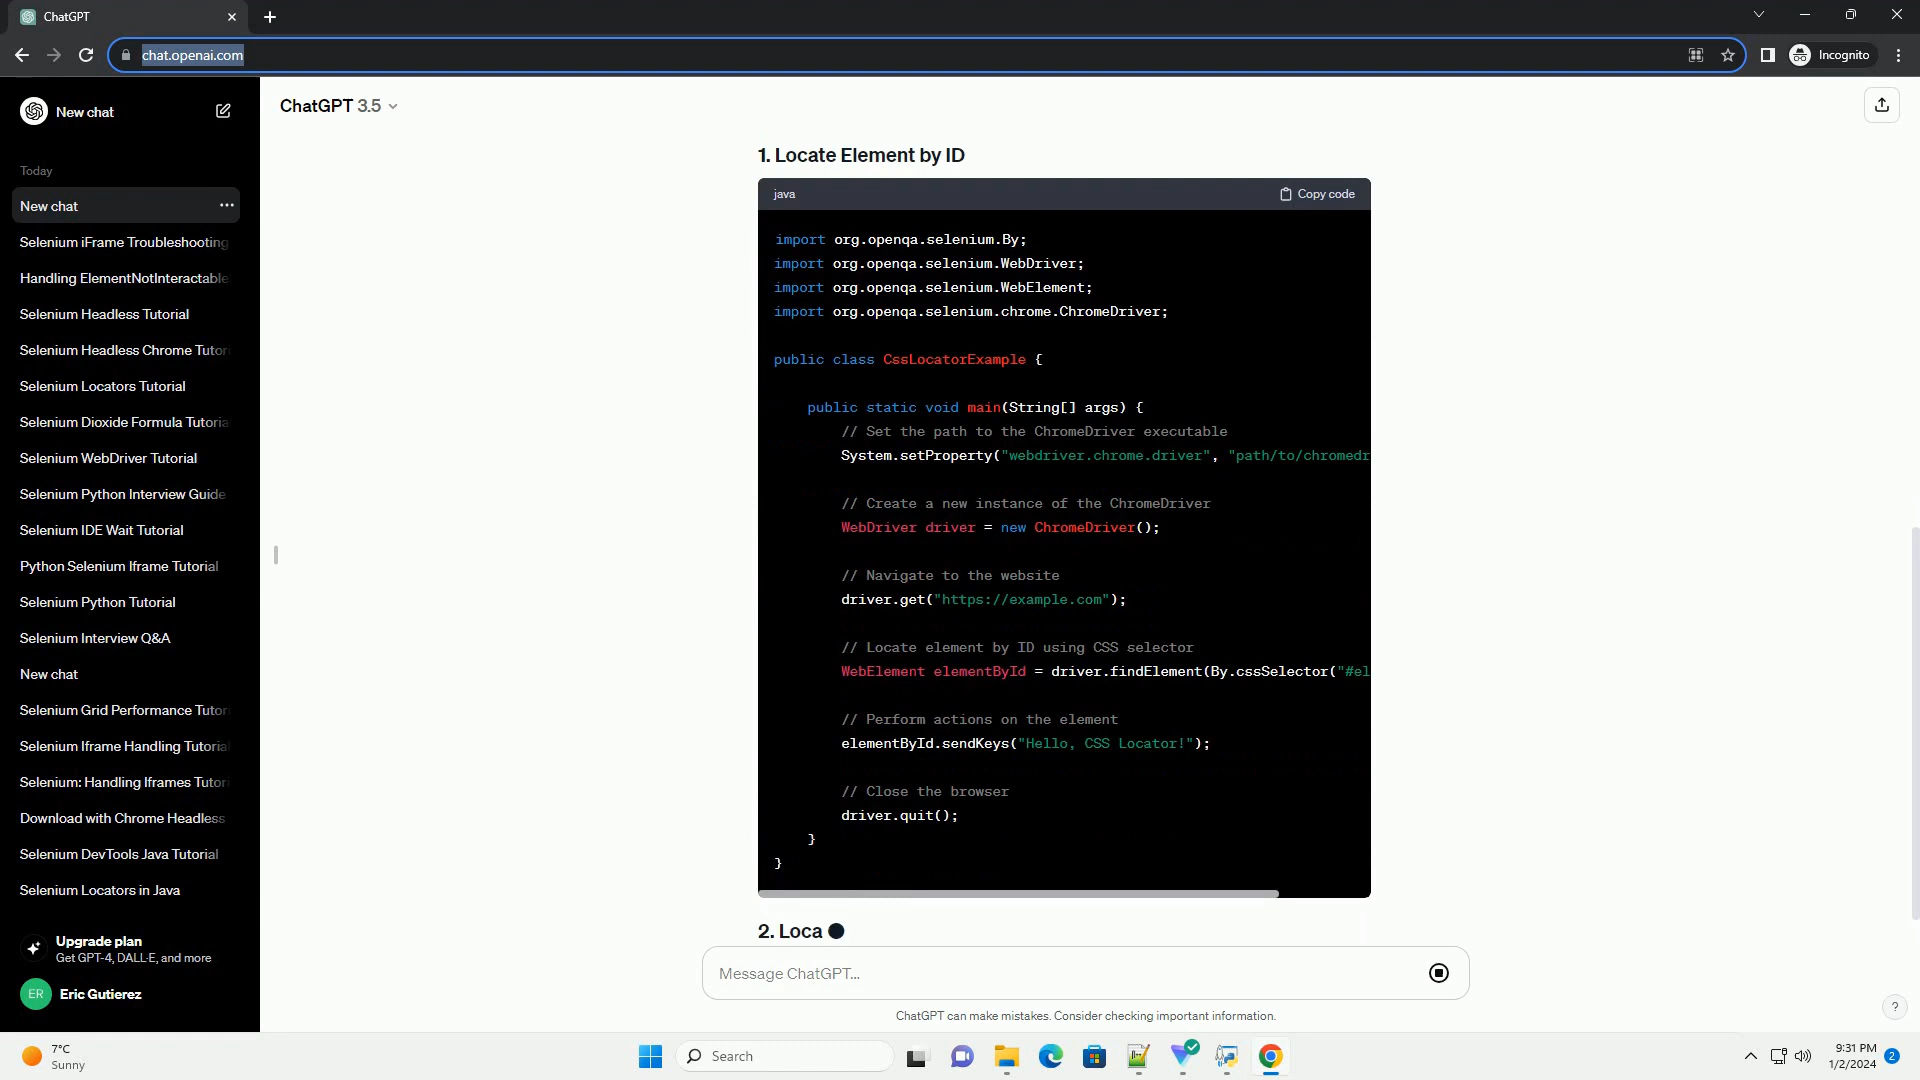 ChatGPT
chat.openai.com
Incognito
New chat
Today
New chat
Selenium iFrame Troubleshooting
Handling ElementNotInteractable
Selenium Headless Tutorial
Selenium Headless Chrome Tutor
Selenium Locators Tutorial
Selenium Dioxide Formula Tutoria
Selenium WebDriver Tutorial
Selenium Python Interview Guide
Selenium IDE Wait Tutorial
Python Selenium Iframe Tutorial
Selenium Python Tutorial
Selenium Interview Q&A
New chat
Selenium Grid Performance Tutor
Selenium Iframe Handling Tutoria
Selenium: Handling Iframes Tutor
Download with Chrome Headless
Selenium DevTools Java Tutorial
Selenium Locators in Java
Upgrade plan
Get GPT-4, DALL·E, and more
ER Eric Gutierez
ChatGPT 3.5
1. Locate Element by ID
java Copy code
import org.openqa.selenium.By;
import org.openqa.selenium.WebDriver;
import org.openqa.selenium.WebElement;
import org.openqa.selenium.chrome.ChromeDriver;
public class CssLocatorExample {
public static void main(String[] args) {
// Set the path to the ChromeDriver executable
System.setProperty("webdriver.chrome.driver", "path/to/chromedr
// Create a new instance of the ChromeDriver
WebDriver driver = new ChromeDriver();
// Navigate to the website
driver.get("https://example.com");
// Locate element by ID using CSS selector
WebElement elementById = driver.findElement(By.cssSelector("#el
// Perform actions on the element
elementById.sendKeys("Hello, CSS Locator!");
// Close the browser
driver.quit();
}
}
2. Loca
Message ChatGPT…
ChatGPT can make mistakes. Consider checking important information.
?
7°C
Sunny
Search
9:31 PM
1/2/2024
2